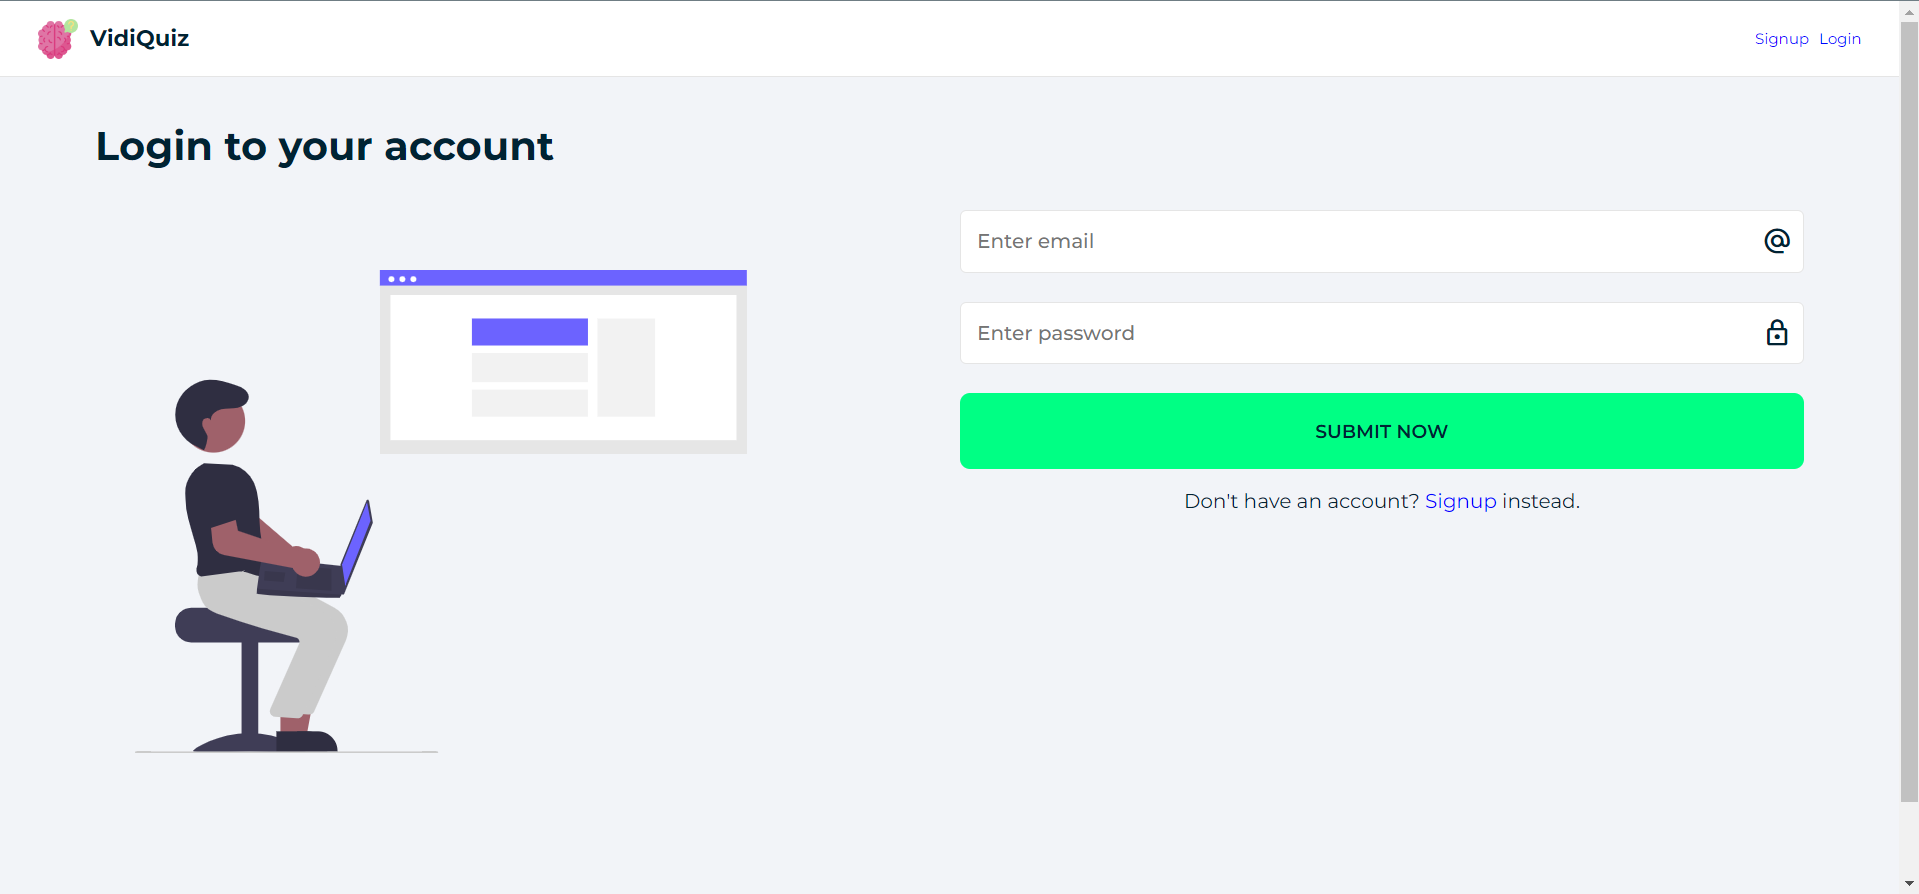 VidiQuiz
Signup Login
Login to your account
Enter email
Enter password
SUBMIT NOW
Don't have an account? Signup instead.